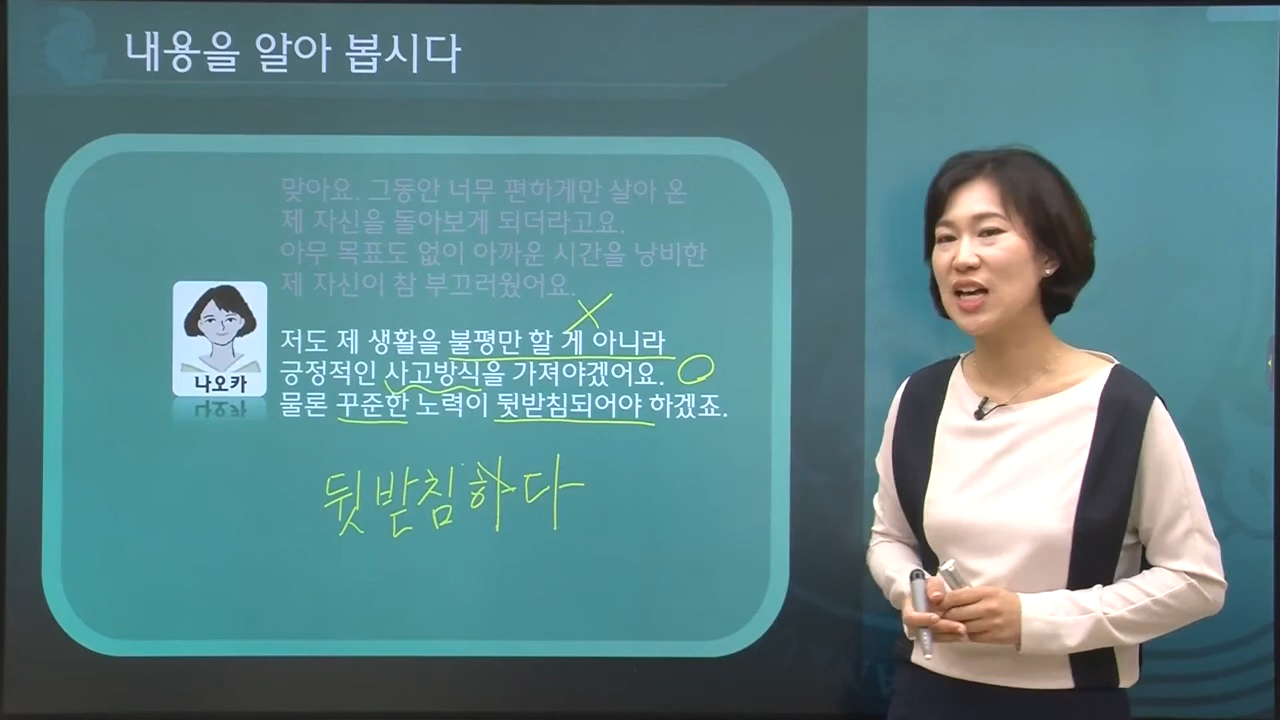 내용을 알아 봅시다
맞아요. 그동안 너무 편하게만 살아 온
제 자신을 돌아보게 되더라고요.
아무 목표도 없이 아까운 시간을 낭비한
제 자신이 참 부끄러웠어요.
저도 제 생활을 불평만 할 게 아니라
긍정적인 사고방식을 가져야겠어요.
물론 꾸준한 노력이 뒷받침되어야 하겠죠.
나오카
뒷받침하다